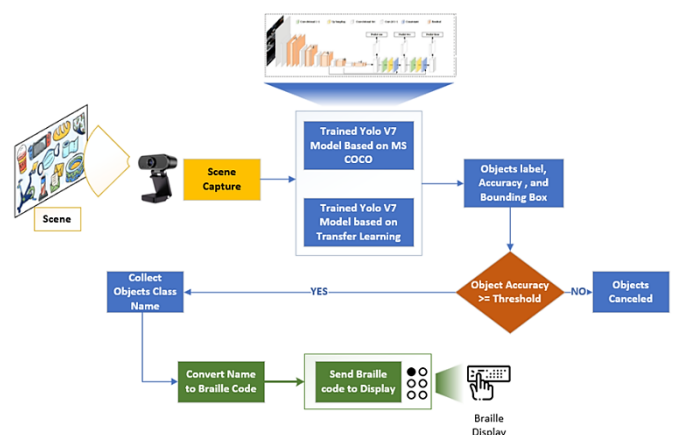 Trained Yolo V7
Model Based on MS
COCO
Trained Yolo V7
Model based on
Transfer Learning
Scene
Capture
Scene
Objects label,
Accuracy , and
Bounding Box
Object Accuracy
>= Threshold
YES
NO
Objects
Canceled
Collect
Objects Class
Name
Convert Name
to Braille Code
Send Braille
code to Display
Braille
Display